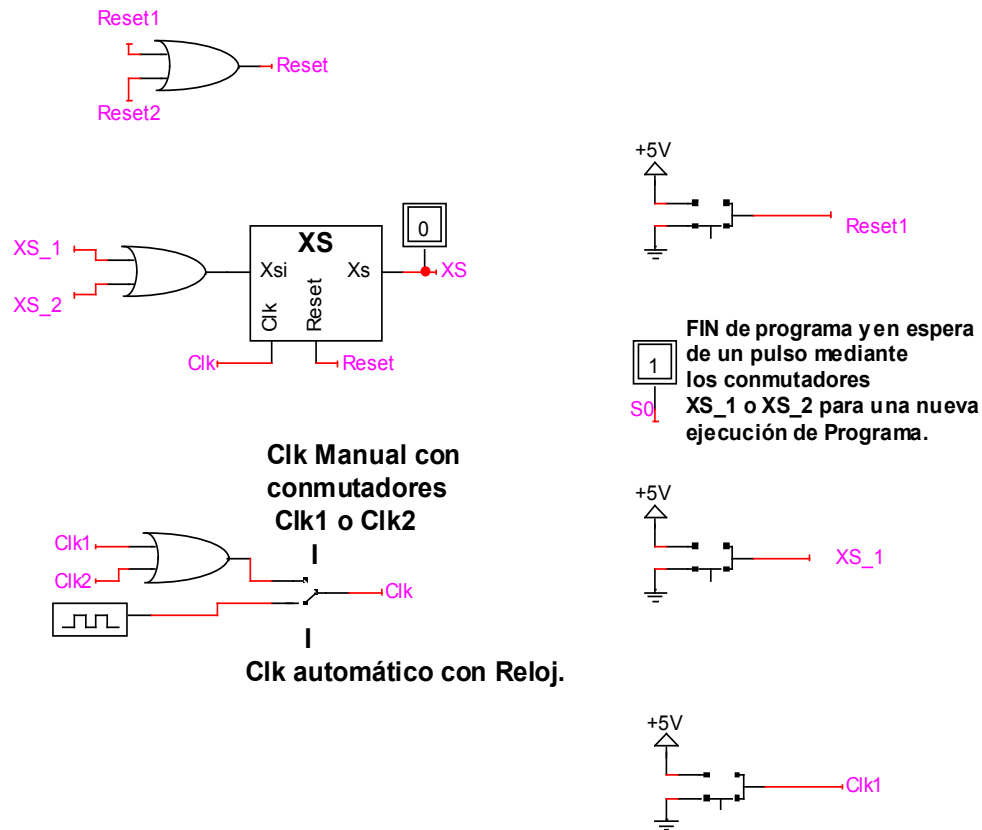 Reset1
Reset
Reset2
+5V
Reset1
0
XS
XS_1
Xsi
Xs
XS
XS_2
Clk
Reset
Clk
Reset
FIN de programa y en espera
de un pulso mediante
los conmutadores
XS_1 o XS_2 para una nueva
ejecución de Programa.
1
S0
Clk Manual con
conmutadores
Clk1 o Clk2
+5V
XS_1
Clk1
Clk2
I
Clk
I
Clk automático con Reloj.
+5V
Clk1